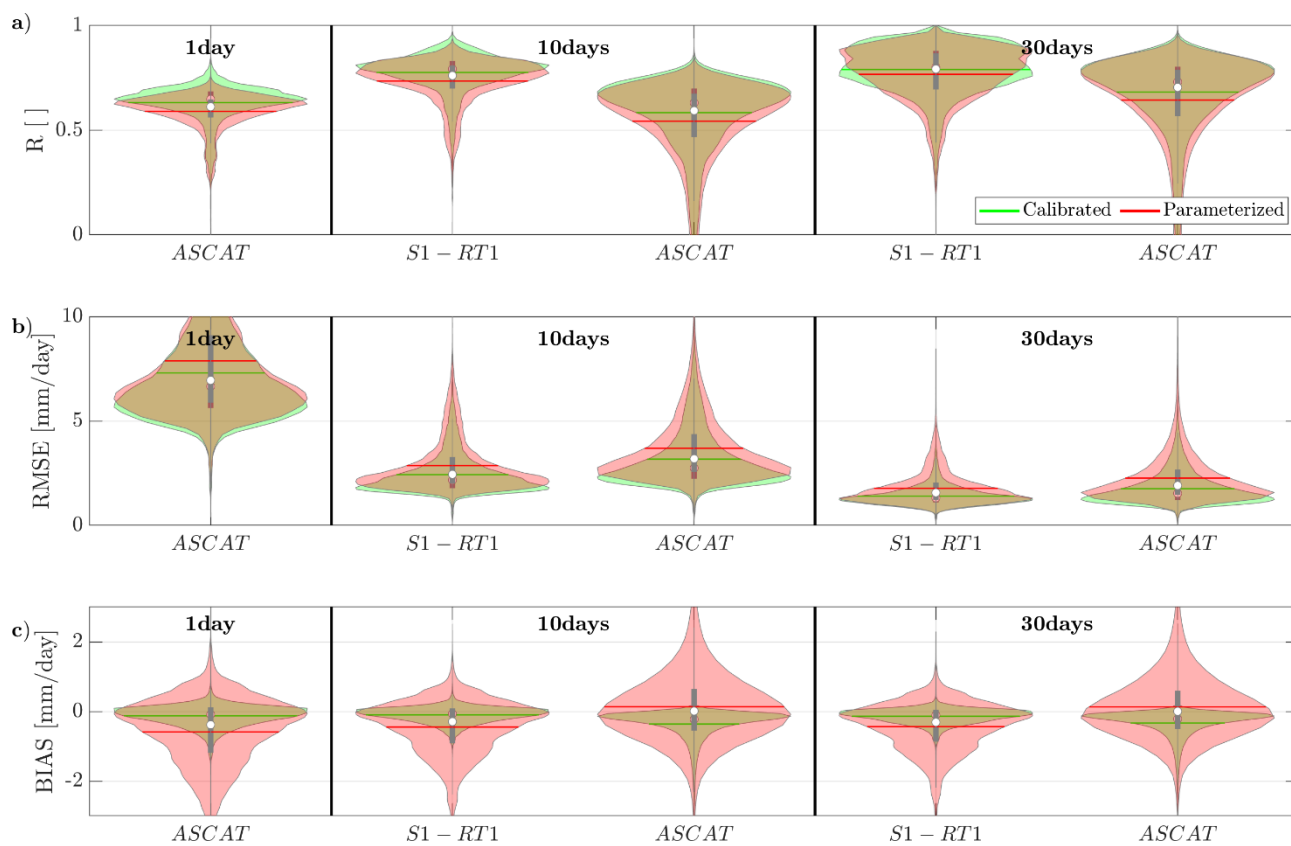 a)
1day
10days
30days
R [ ]
1
0.5
0
Calibrated
Parameterized
ASCAT
S1 − RT1
ASCAT
S1 − RT1
ASCAT
b)
1day
10days
30days
RMSE [mm/day]
10
5
0
ASCAT
S1 − RT1
ASCAT
S1 − RT1
ASCAT
c)
1day
10days
30days
BIAS [mm/day]
2
0
-2
ASCAT
S1 − RT1
ASCAT
S1 − RT1
ASCAT